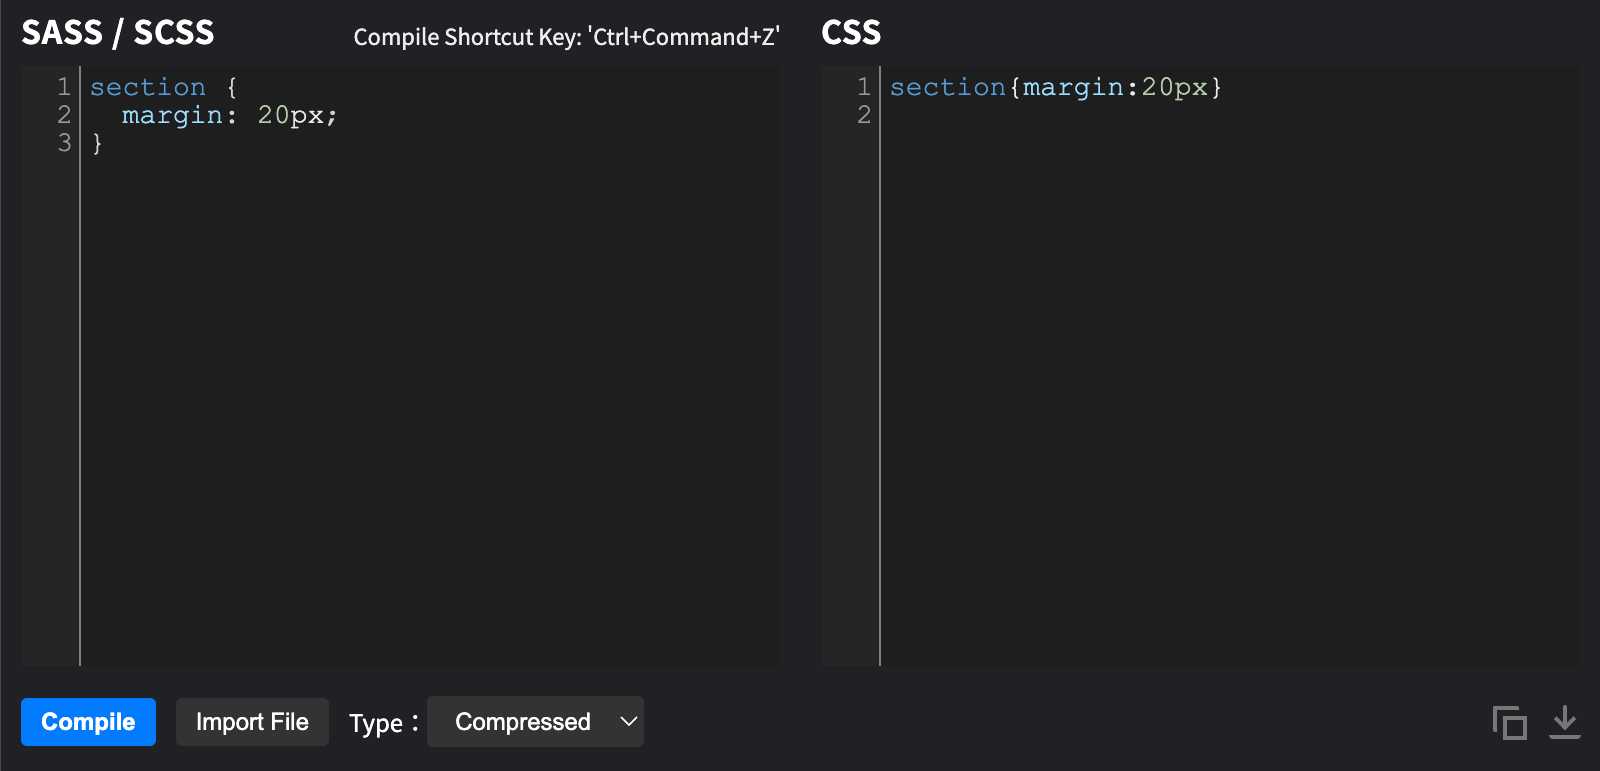 SASS / SCSS
Compile Shortcut Key: 'Ctrl+Command+Z'
1 section {
2   margin: 20px;
3 }
CSS
1 section{margin:20px}
2
Compile
Import File
Type :
Compressed